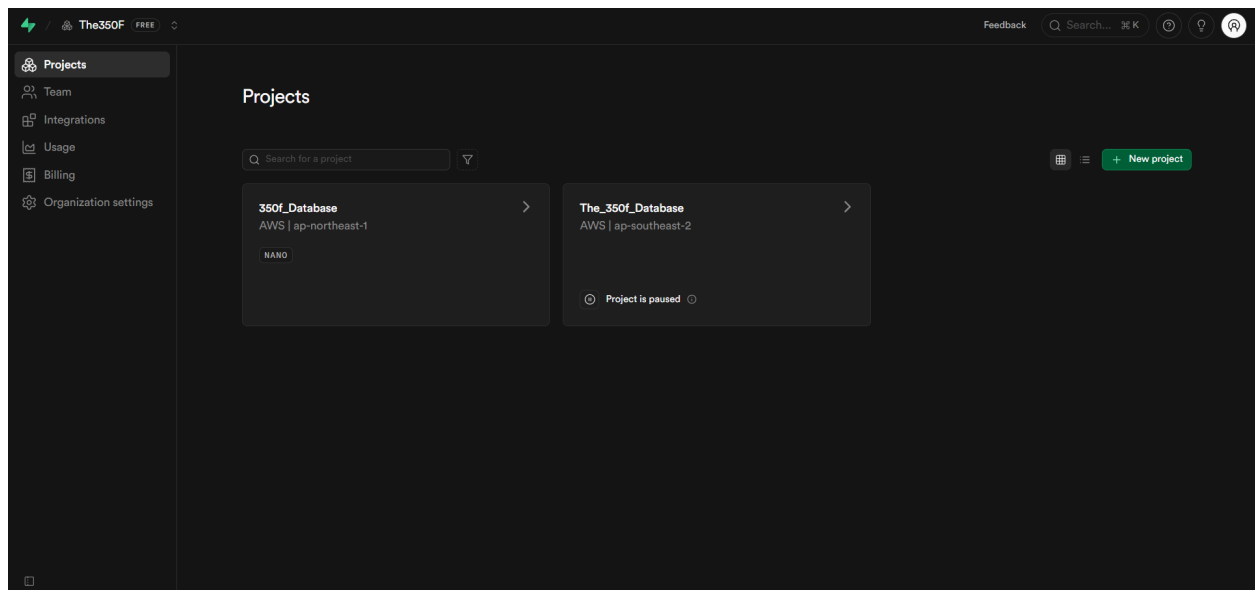 The350F FREE
Feedback
Search... ⌘ K
Projects
Team
Integrations
Usage
Billing
Organization settings
Projects
Search for a project
New project
350f_Database
AWS | ap-northeast-1
NANO
The_350f_Database
AWS | ap-southeast-2
Project is paused